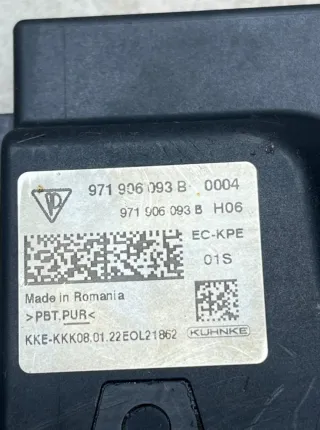 971 906 093 B 0004
971 906 093 B H06
EC-KPE
01S
Made in Romania
>PBT.PUR<
KKE-KKK08.01.22EOL21862
KUHNKE